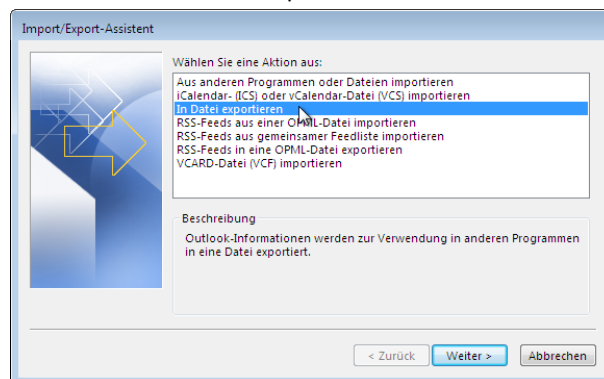 Import/Export-Assistent
Wählen Sie eine Aktion aus:
Aus anderen Programmen oder Dateien importieren
iCalendar- (ICS) oder vCalendar-Datei (VCS) importieren
In Datei exportieren
RSS-Feeds aus einer OPML-Datei importieren
RSS-Feeds aus gemeinsamer Feedliste importieren
RSS-Feeds in eine OPML-Datei exportieren
VCARD-Datei (VCF) importieren
Beschreibung
Outlook-Informationen werden zur Verwendung in anderen Programmen
in eine Datei exportiert.
< Zurück Weiter > Abbrechen